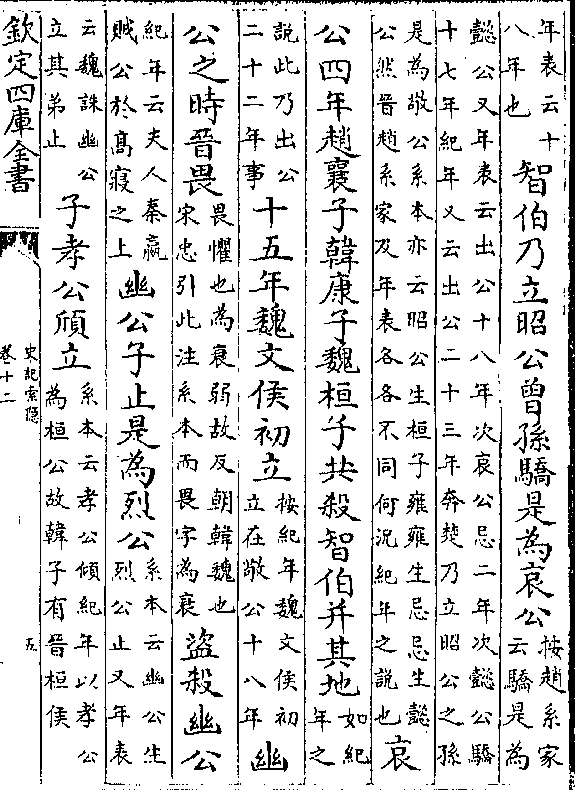 年表云十八年也智伯乃立昭公曾孫驕是為哀公按趙系家云驕是為
懿公又年表云出公十八年次哀公忌二年次懿公驕十七年紀年又云出公二十三年奔楚乃立昭公之孫
是為敬公系本亦云昭公生桓子雍雍生忌忌生懿公然晉趙系家及年表各各不同何況紀年之說也哀
公四年趙襄子韓康子魏桓子共殺智伯并其地如紀年之
說此乃出公二十二年事十五年魏文侯初立按紀年魏文侯初立在敬公十八年幽
公之時晉畏畏懼也為衰弱故反朝韓魏也宋忠引此注系本而畏字為衰盜殺幽公
紀年云夫人秦嬴賊公於高寢之上幽公子止是為烈公系本云幽公生烈公止又年表
云魏誅幽公立其弟止子孝公頎立系本云孝公傾紀年以孝公為桓公故韓子有晉桓侯
欽定四庫全書
史記索隱
卷十二
五